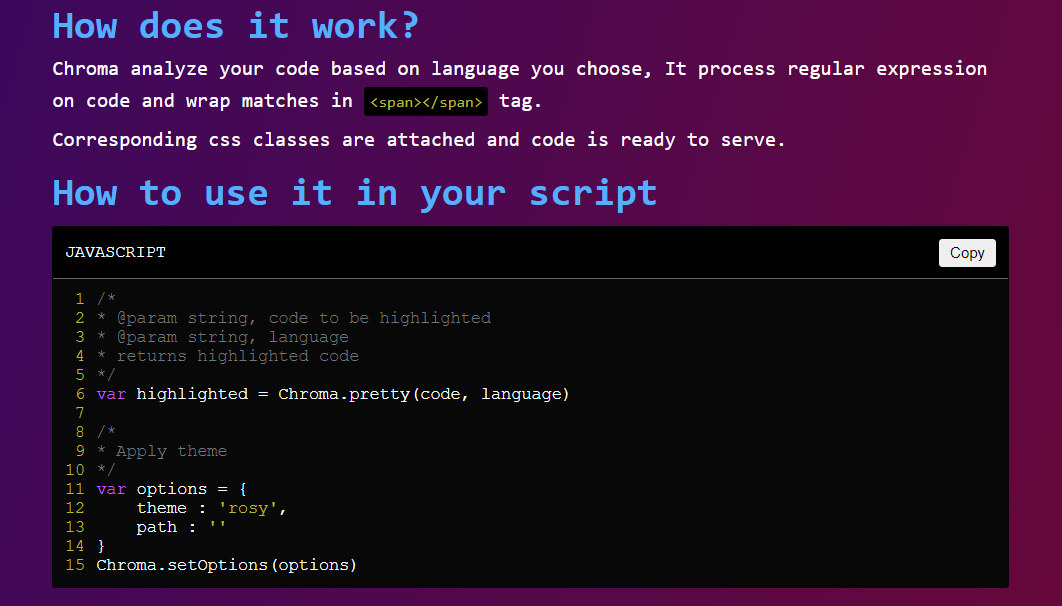 How does it work?
Chroma analyze your code based on language you choose, It process regular expression
on code and wrap matches in <span></span> tag.
Corresponding css classes are attached and code is ready to serve.
How to use it in your script
JAVASCRIPT Copy
1 /*
2 * @param string, code to be highlighted
3 * @param string, language
4 * returns highlighted code
5 */
6 var highlighted = Chroma.pretty(code, language)
7
8 /*
9 * Apply theme
10 */
11 var options = {
12     theme : 'rosy',
13     path : ''
14 }
15 Chroma.setOptions(options)